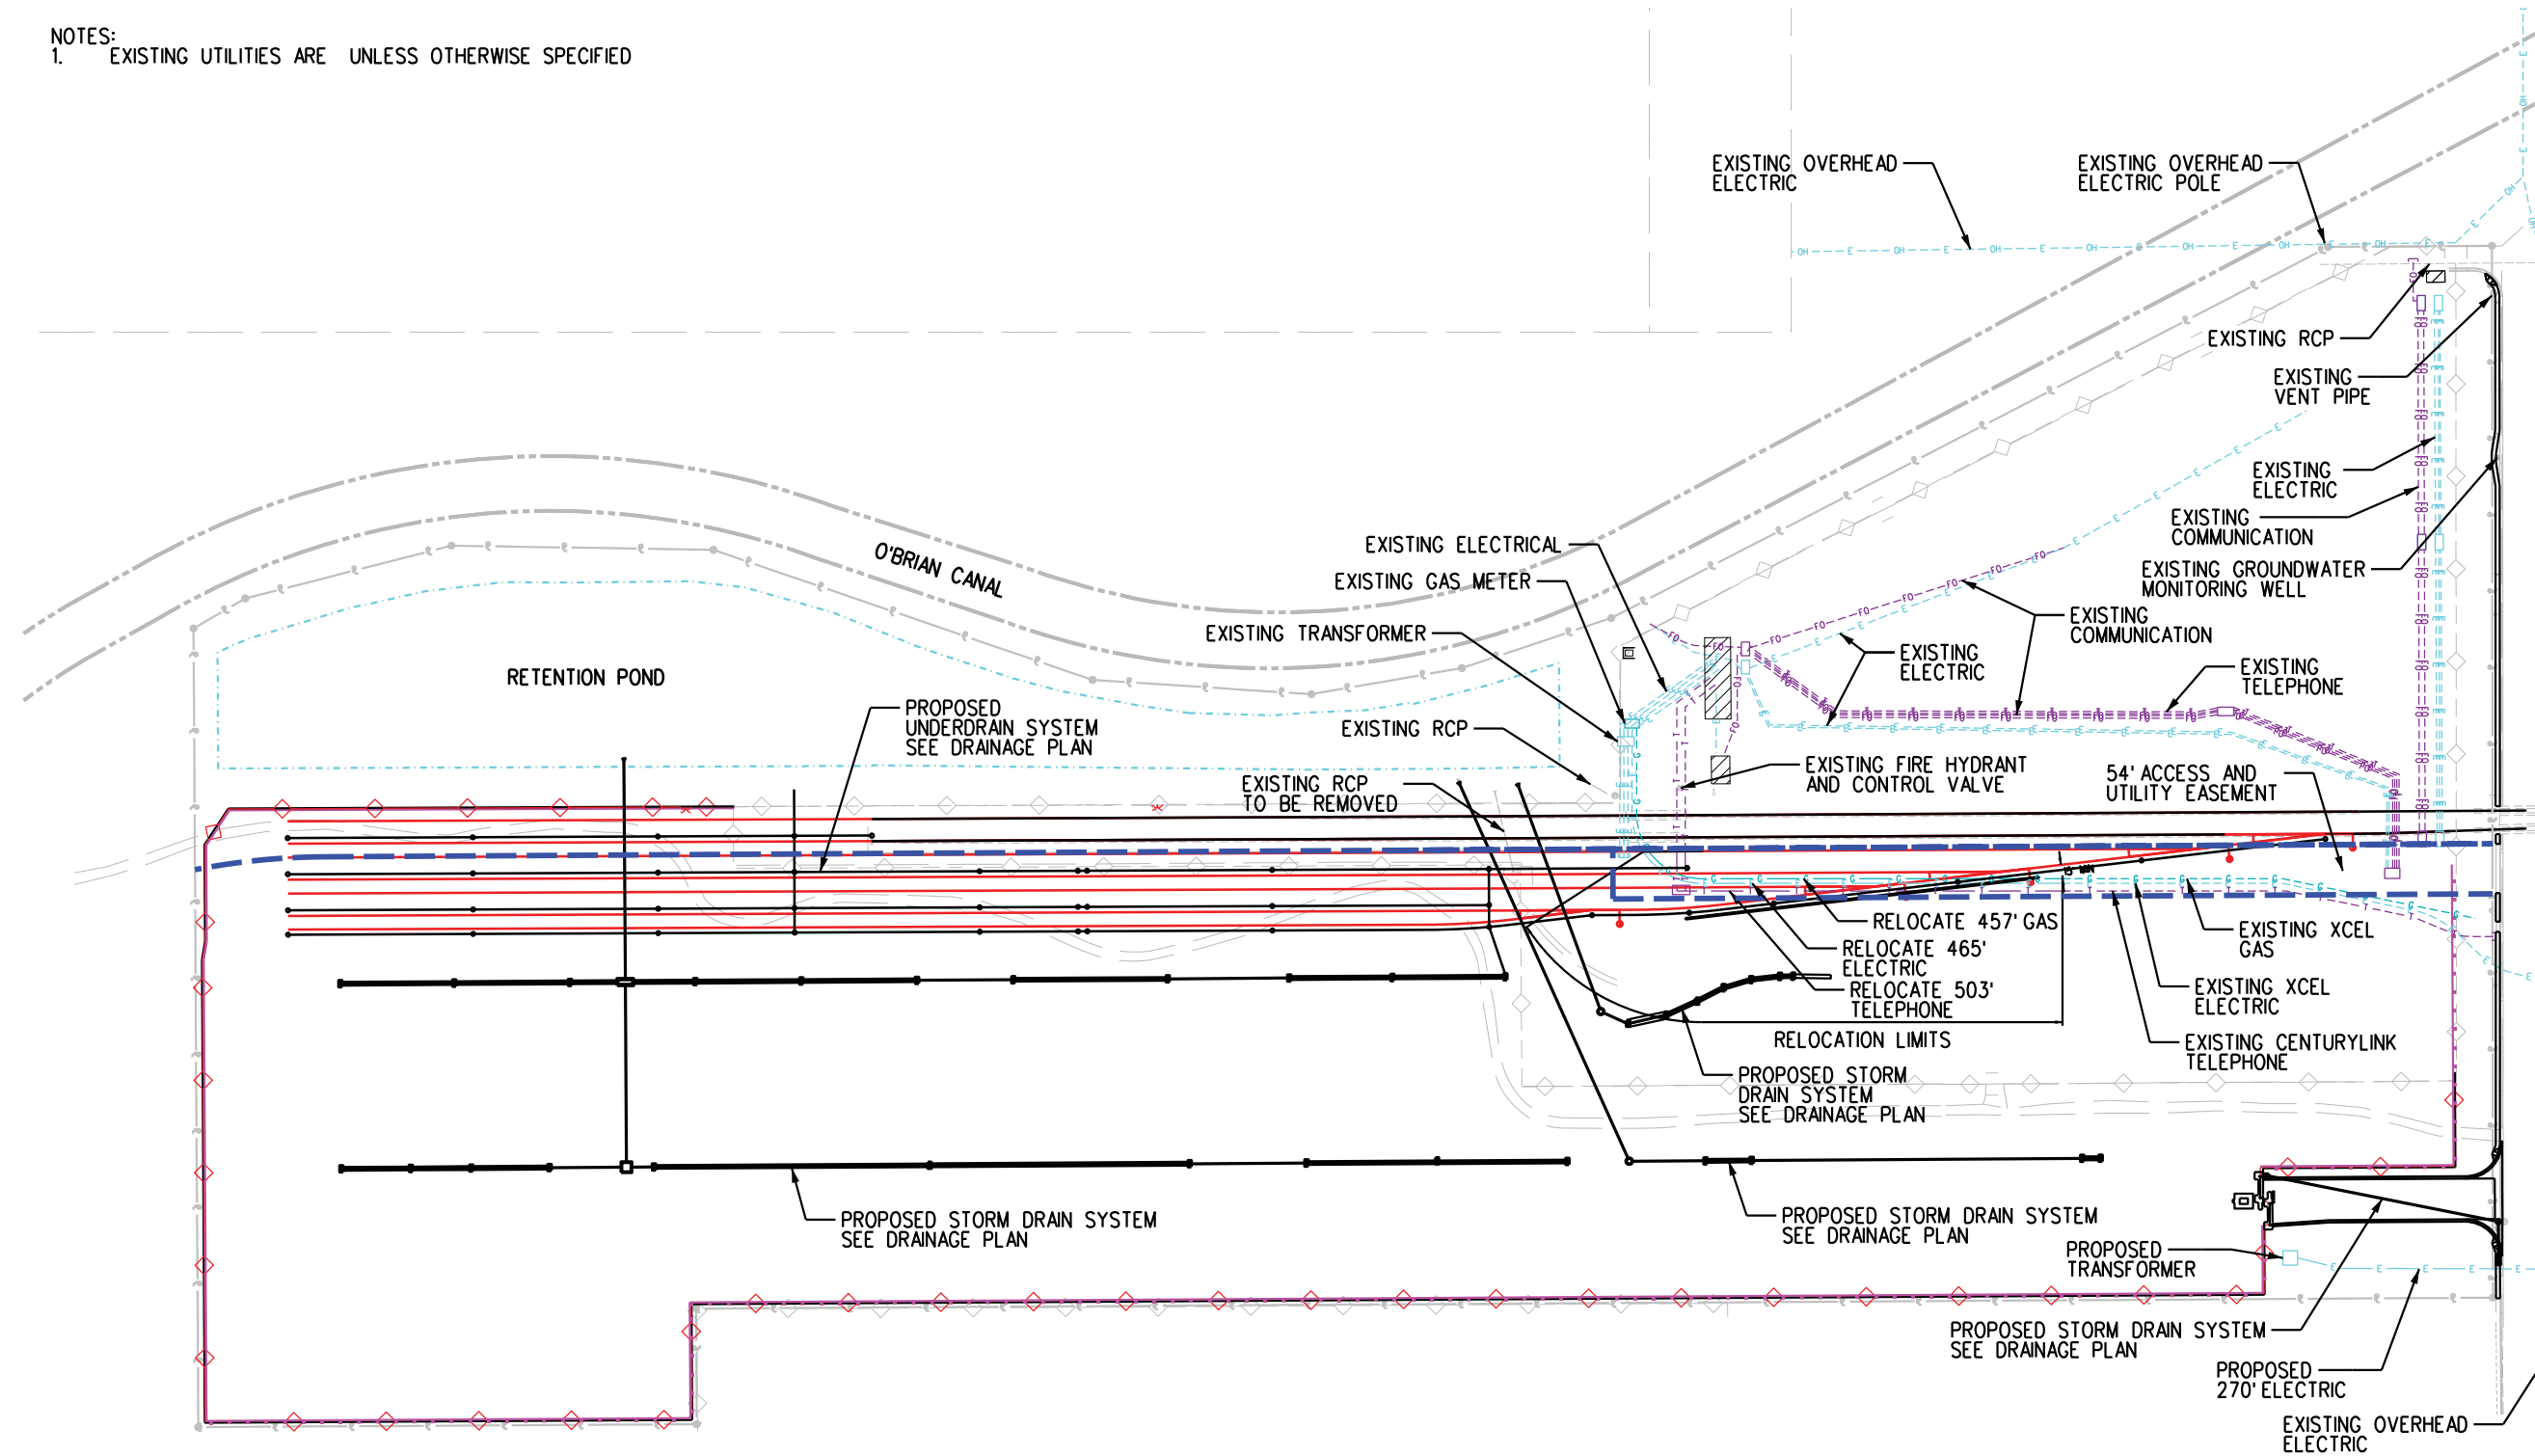 NOTES:
1. EXISTING UTILITIES ARE UNLESS OTHERWISE SPECIFIED
EXISTING OVERHEAD
ELECTRIC
EXISTING OVERHEAD
ELECTRIC POLE
EXISTING RCP
EXISTING
VENT PIPE
EXISTING
ELECTRIC
EXISTING
COMMUNICATION
EXISTING GROUNDWATER
MONITORING WELL
EXISTING
COMMUNICATION
EXISTING
ELECTRIC
EXISTING
TELEPHONE
EXISTING ELECTRICAL
EXISTING GAS METER
EXISTING TRANSFORMER
EXISTING RCP
EXISTING RCP
TO BE REMOVED
O'BRIAN CANAL
RETENTION POND
PROPOSED
UNDERDRAIN SYSTEM
SEE DRAINAGE PLAN
EXISTING FIRE HYDRANT
AND CONTROL VALVE
54' ACCESS AND
UTILITY EASEMENT
RELOCATE 457' GAS
RELOCATE 465'
ELECTRIC
RELOCATE 503'
TELEPHONE
RELOCATION LIMITS
EXISTING XCEL
GAS
EXISTING XCEL
ELECTRIC
EXISTING CENTURYLINK
TELEPHONE
PROPOSED STORM
DRAIN SYSTEM
SEE DRAINAGE PLAN
PROPOSED STORM DRAIN SYSTEM
SEE DRAINAGE PLAN
PROPOSED STORM DRAIN SYSTEM
SEE DRAINAGE PLAN
PROPOSED
TRANSFORMER
PROPOSED STORM DRAIN SYSTEM
SEE DRAINAGE PLAN
PROPOSED
270' ELECTRIC
EXISTING OVERHEAD
ELECTRIC